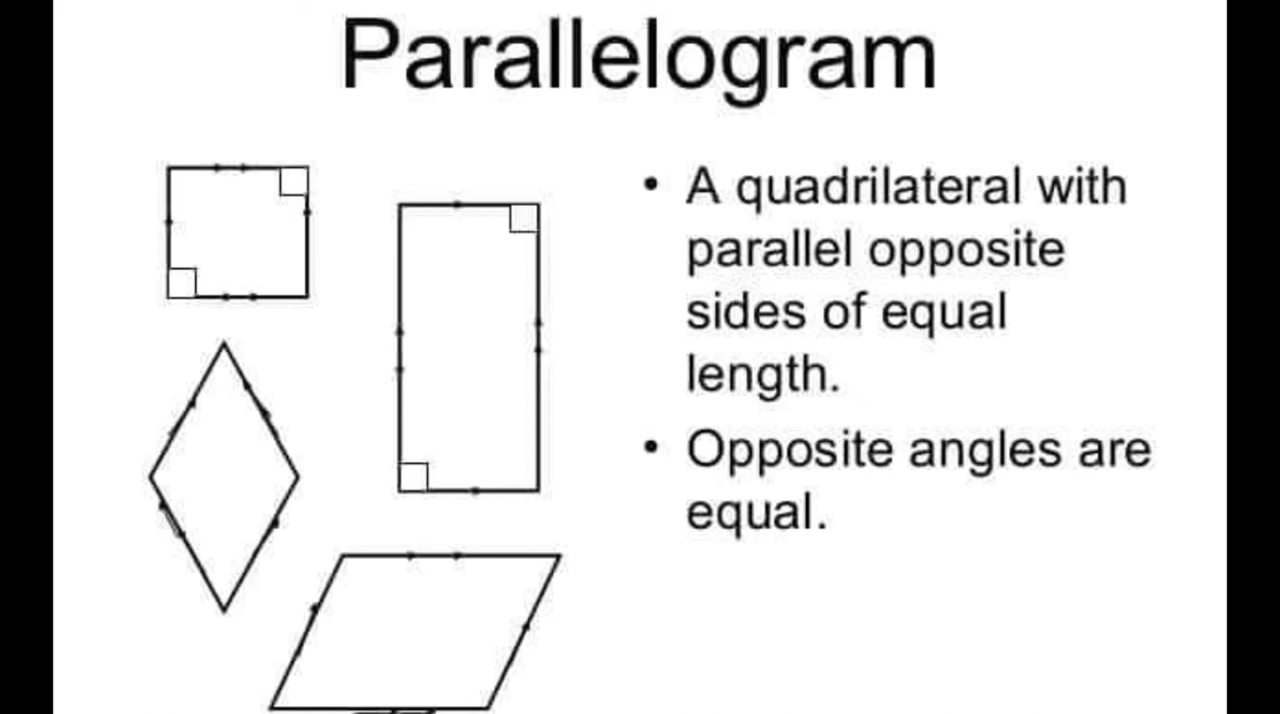 Parallelogram
• A quadrilateral with
parallel opposite
sides of equal
length.
• Opposite angles are
equal.